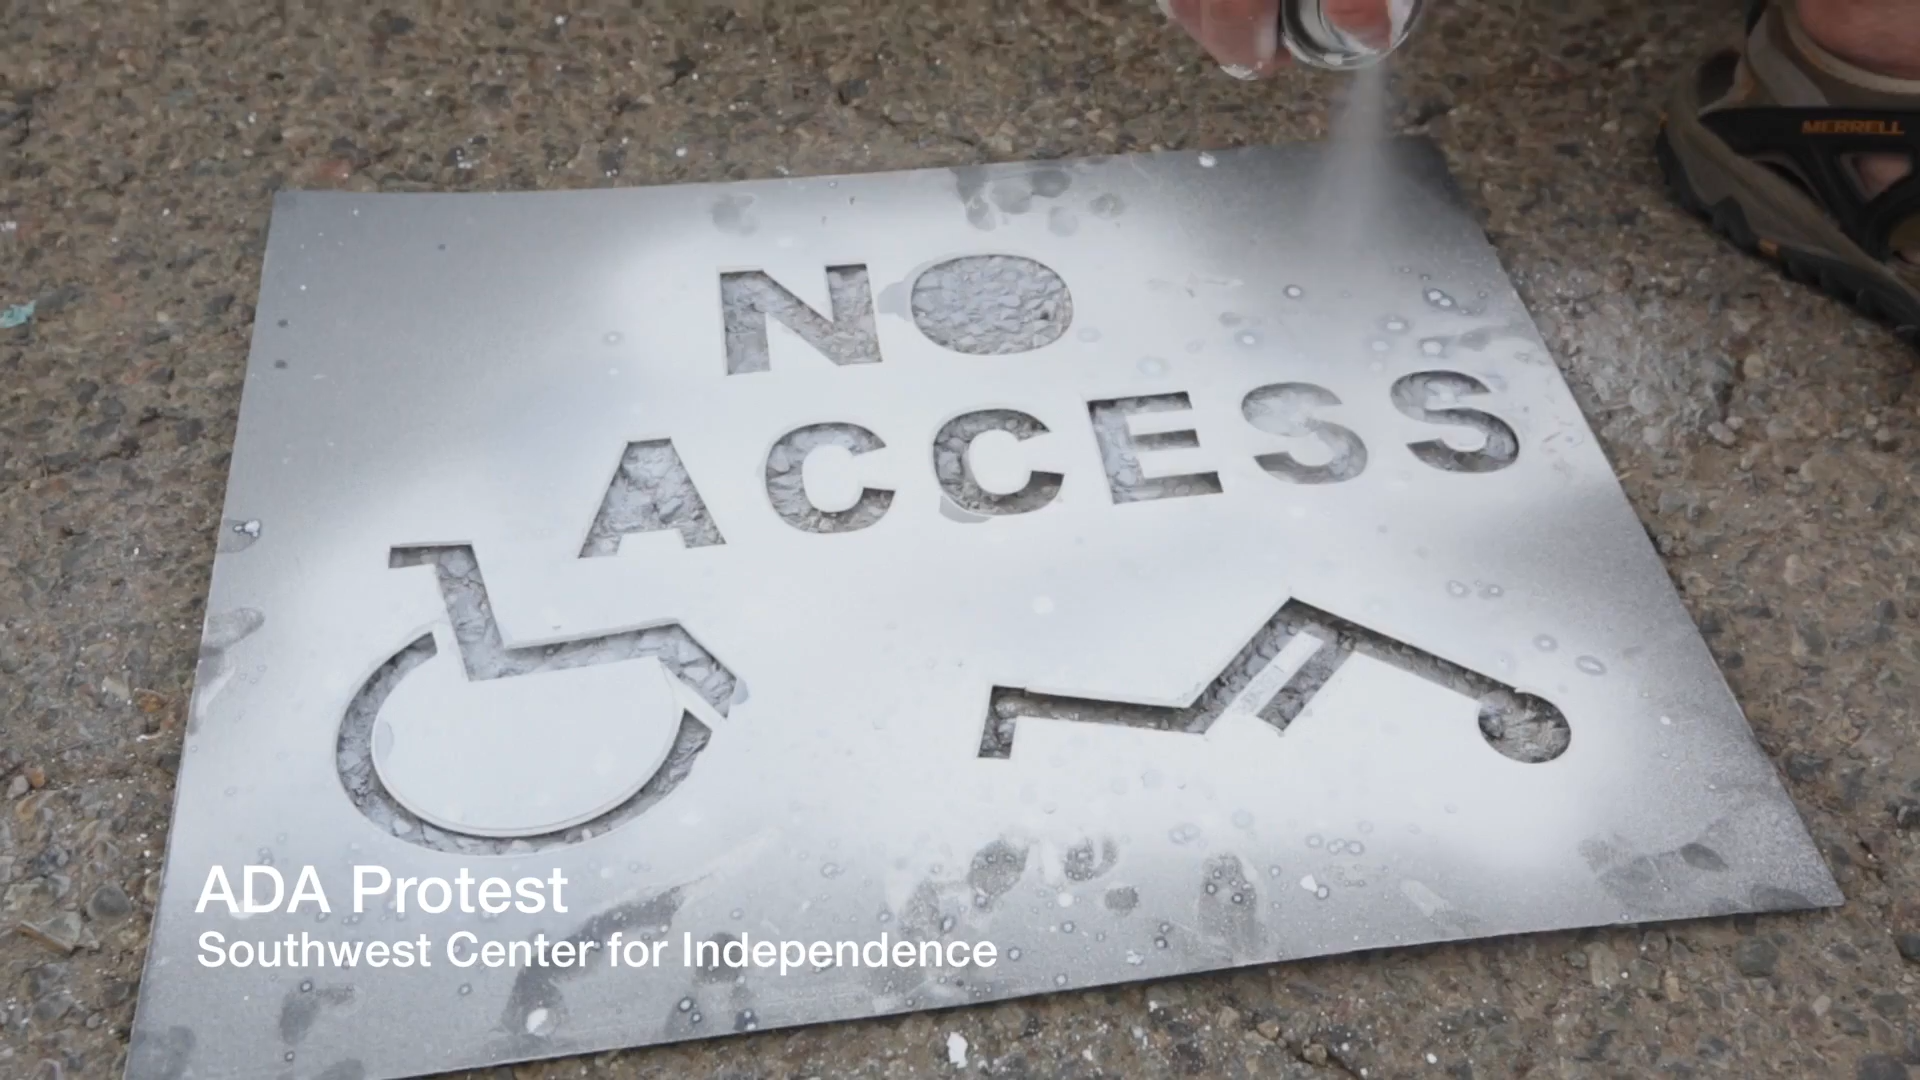 MERRELL
NO
ACCESS
ADA Protest
Southwest Center for Independence